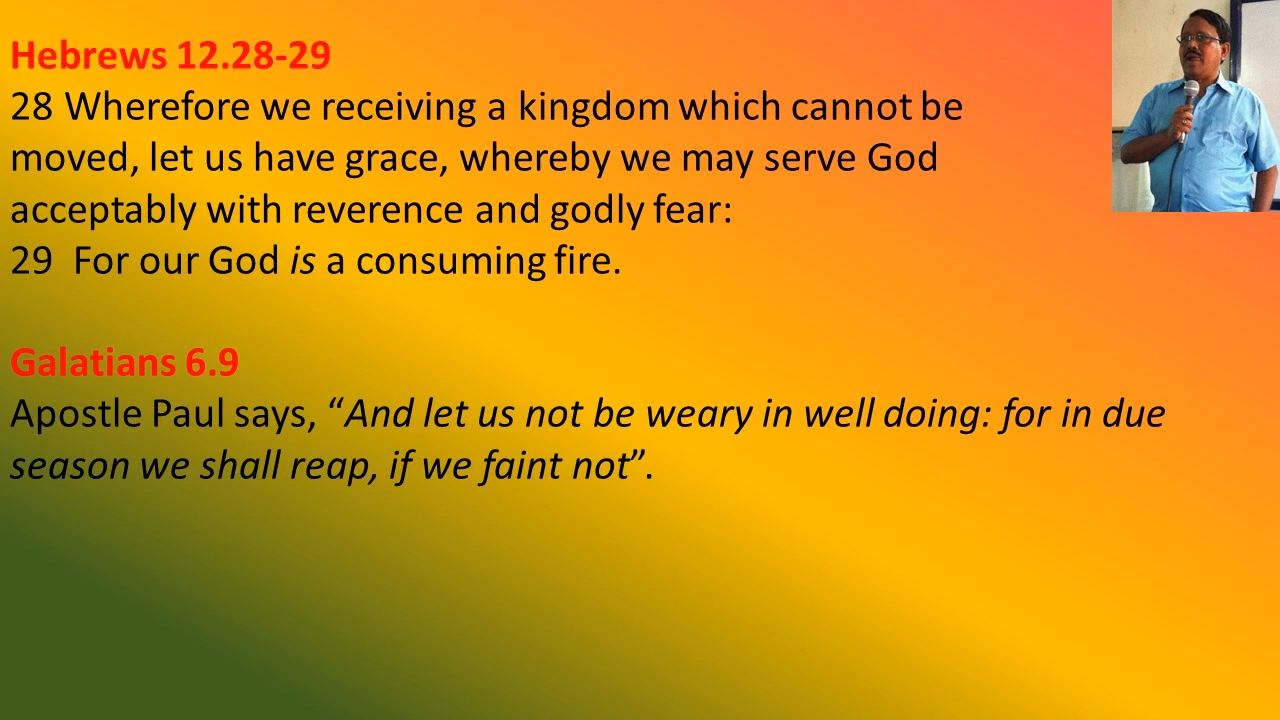 Hebrews 12.28-29
28 Wherefore we receiving a kingdom which cannot be
moved, let us have grace, whereby we may serve God
acceptably with reverence and godly fear:
29  For our God is a consuming fire.
Galatians 6.9
Apostle Paul says, “And let us not be weary in well doing: for in due
season we shall reap, if we faint not”.